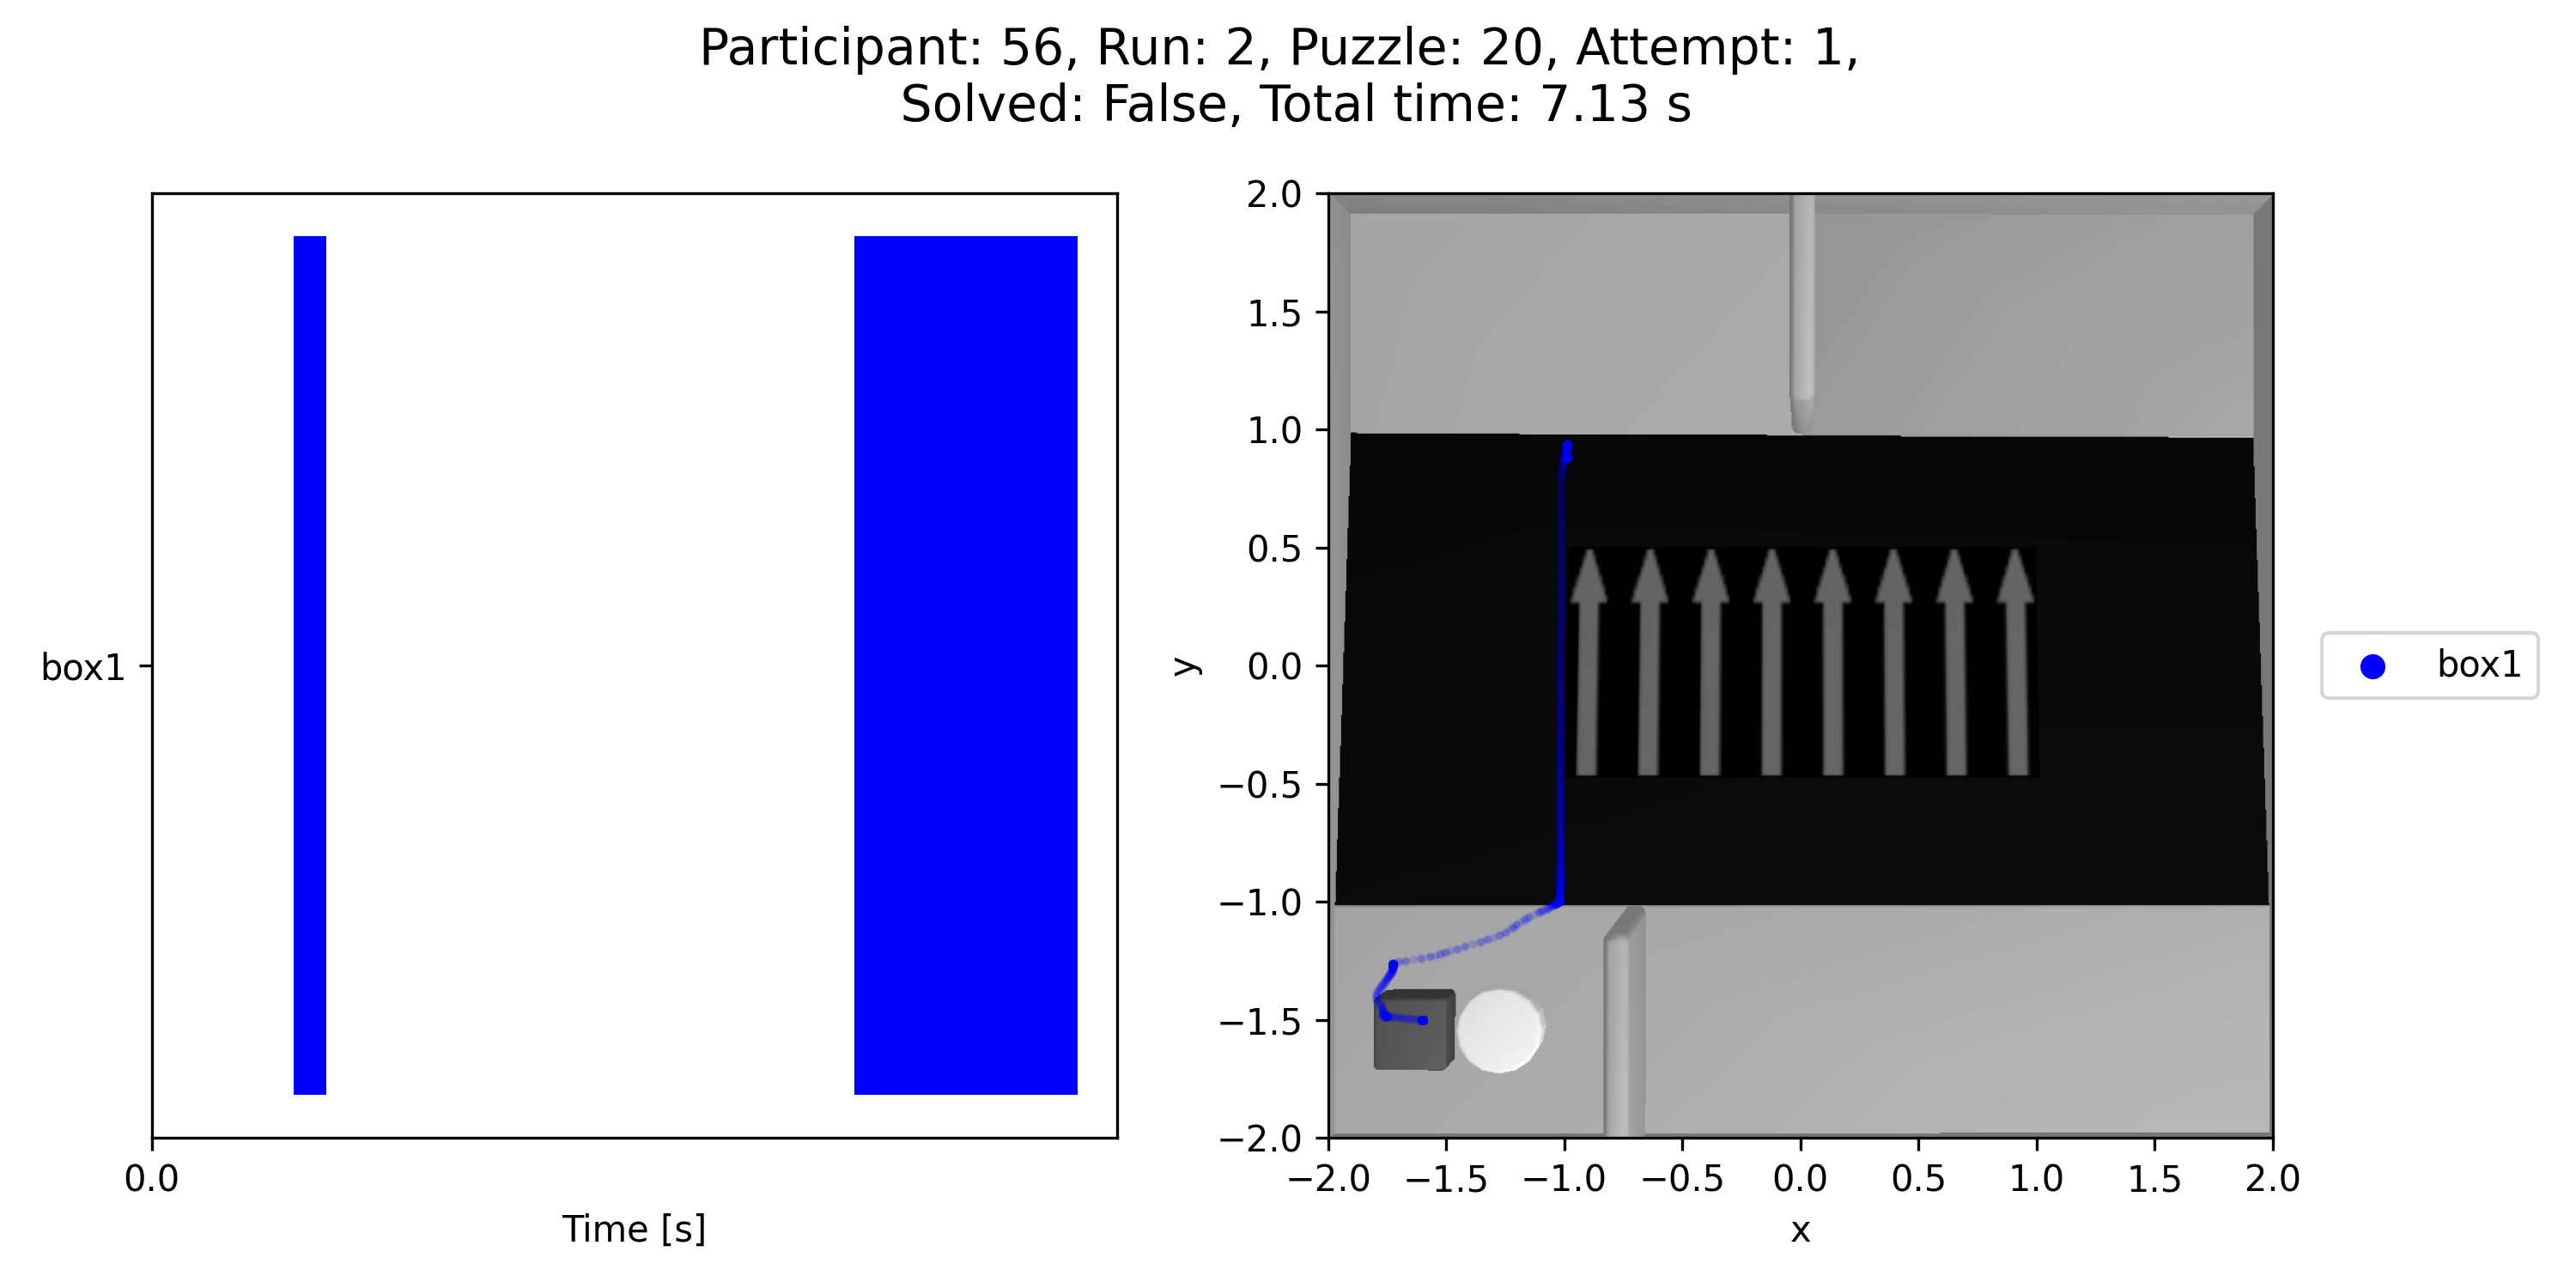 Participant: 56, Run: 2, Puzzle: 20, Attempt: 1,
Solved: False, Total time: 7.13 s
box1
0.0
Time [s]
2.0
1.5
1.0
0.5
0.0
−0.5
−1.0
−1.5
−2.0
y
−2.0 −1.5 −1.0 −0.5 0.0 0.5 1.0 1.5 2.0
x
box1